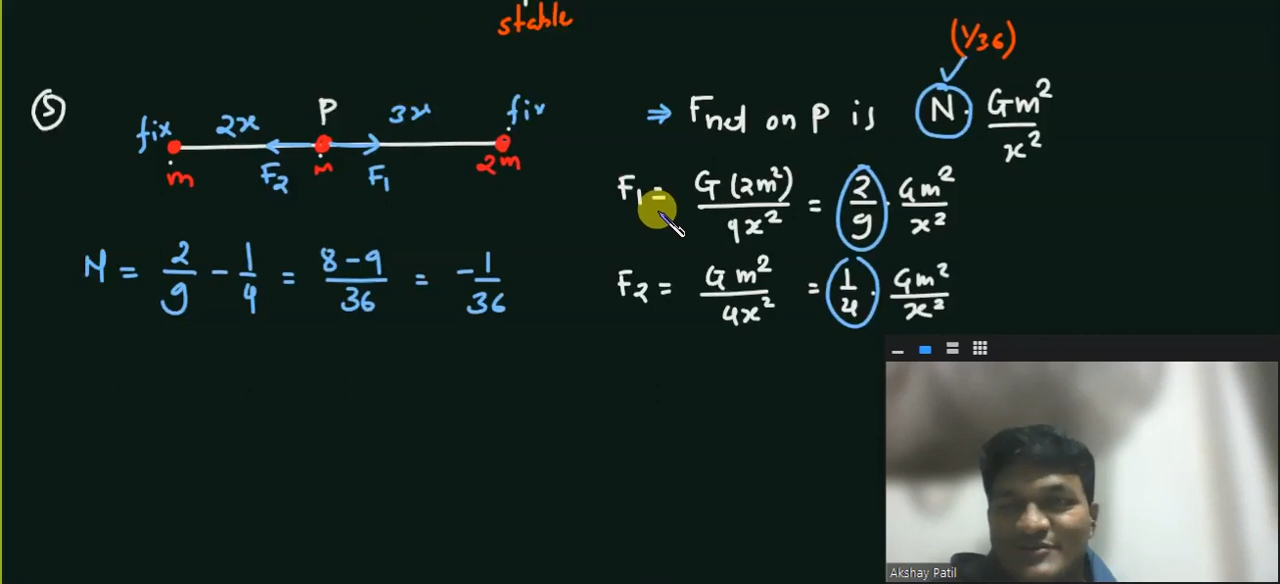 stable
(1/36)
⑤ fix 2x P 3x fix
m F₂ m F₁ 2m
⇒ Fnet on P is N · Gm²/x²
F₁ = G(2m²)/9x² = 2/9 · Gm²/x²
N = 2/9 - 1/4 = 8-9/36 = -1/36
F₂ = Gm²/4x² = 1/4 · Gm²/x²
Akshay Patil